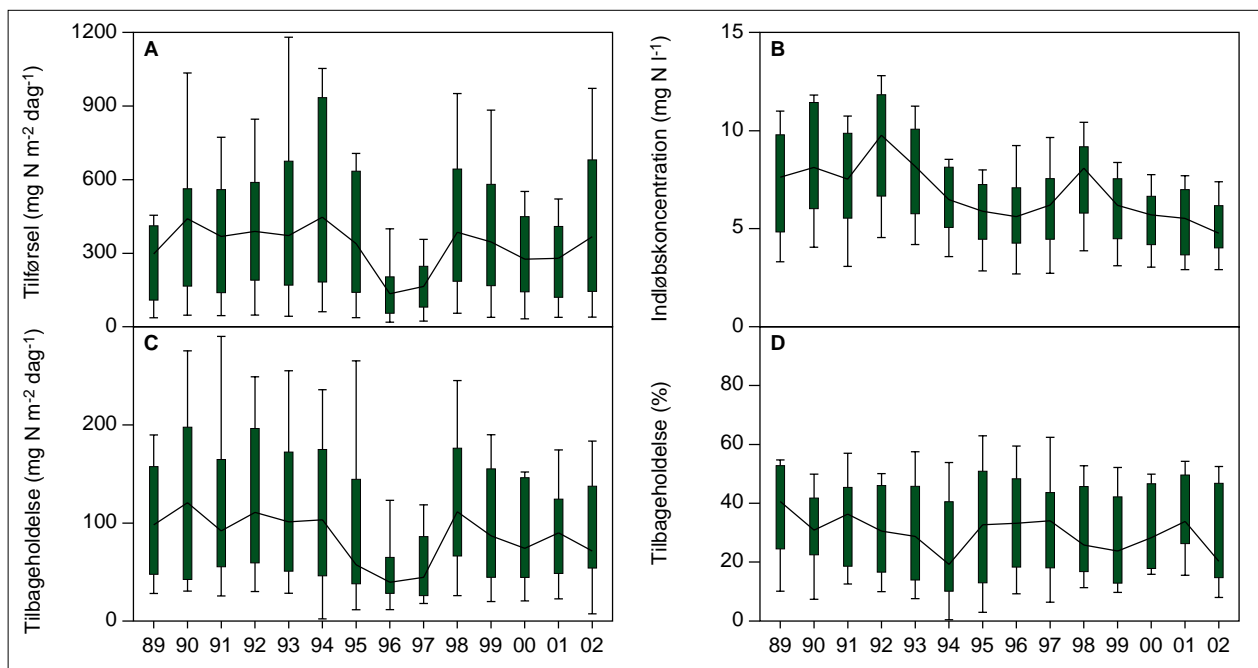 A
Tilførsel (mg N m-2 dag-1)
1200
900
600
300
0
B
Indløbskoncentration (mg N l-1)
15
10
5
0
C
Tilbageholdelse (mg N m-2 dag-1)
200
100
0
89 90 91 92 93 94 95 96 97 98 99 00 01 02
D
Tilbageholdelse (%)
80
60
40
20
0
89 90 91 92 93 94 95 96 97 98 99 00 01 02